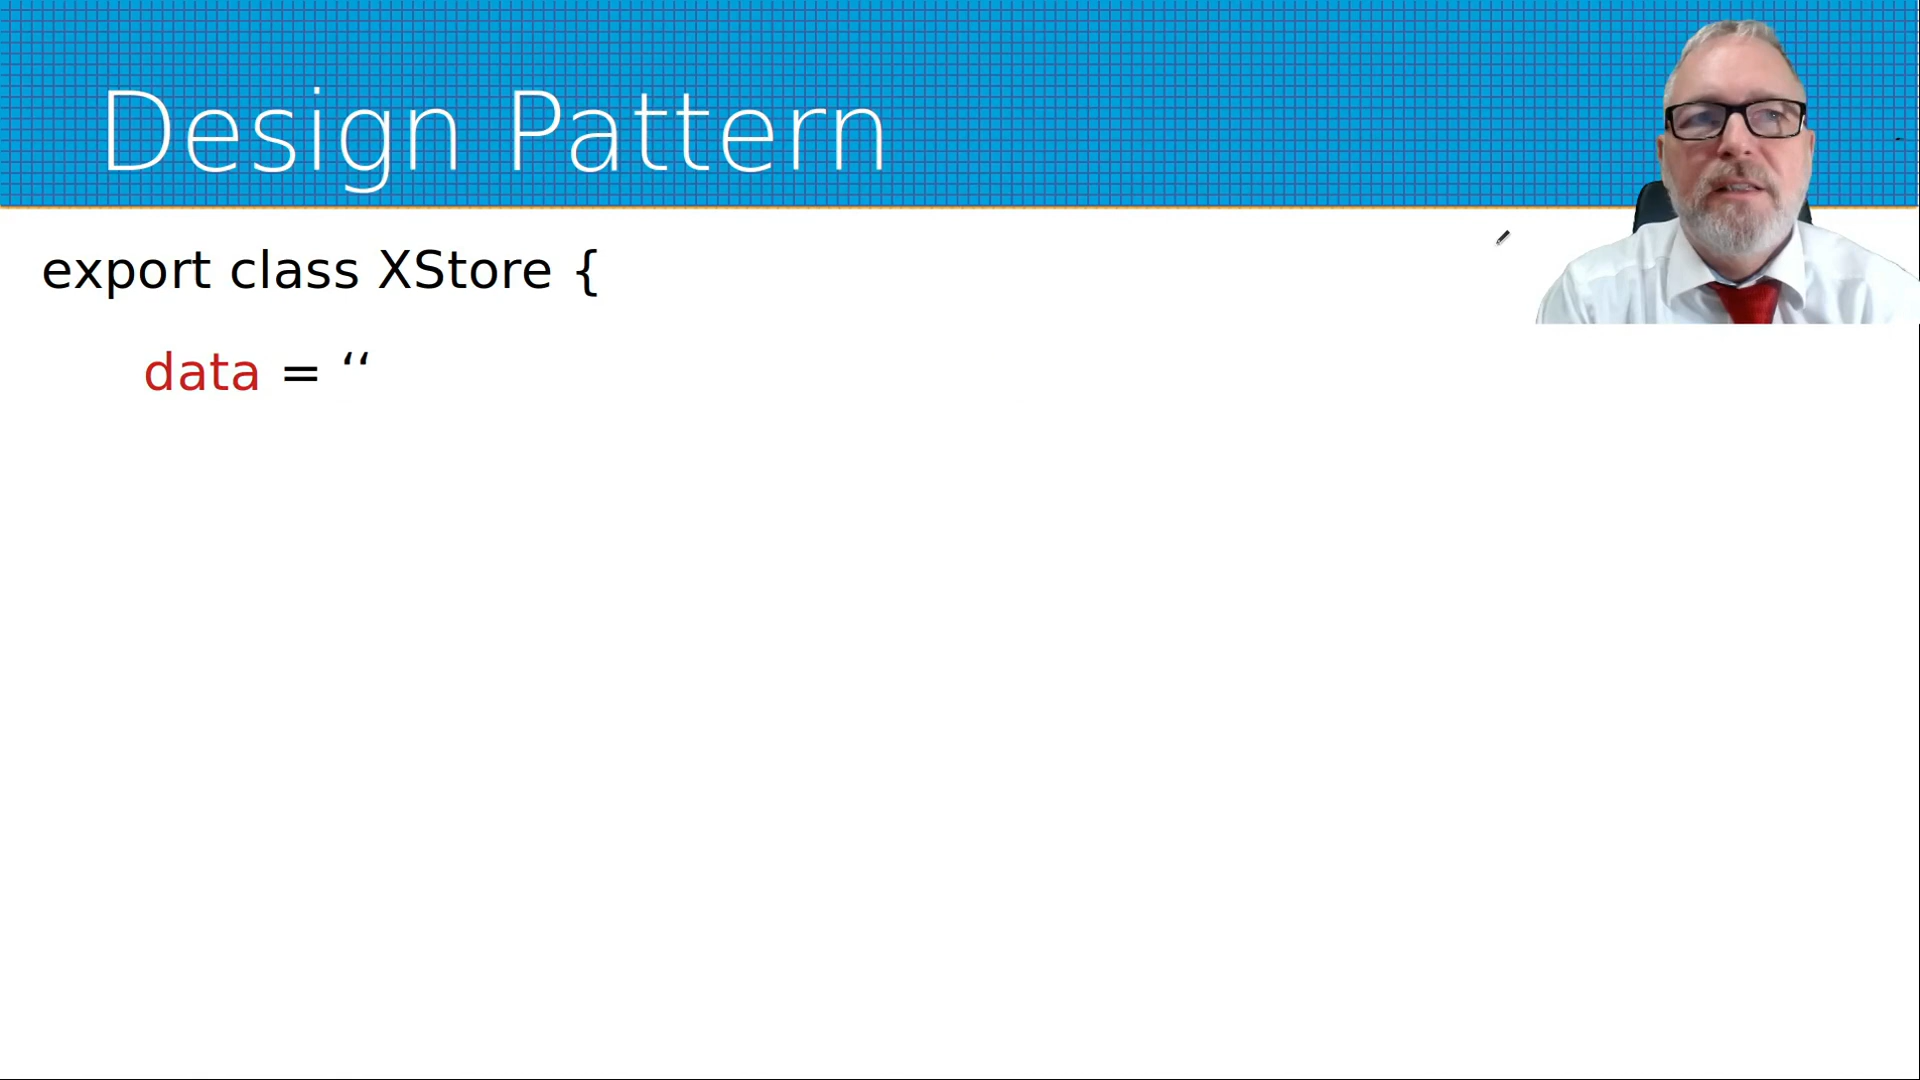 Design Pattern
export class XStore {
data = ‘‘